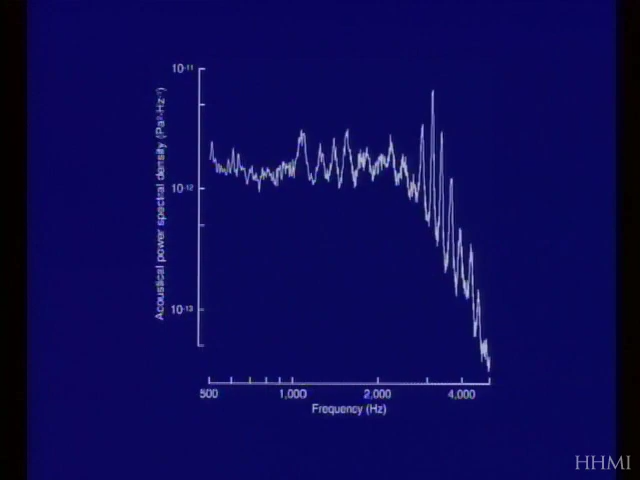 10⁻¹¹
10⁻¹²
10⁻¹³
Acoustical power spectral density (Pa²·Hz⁻¹)
500 1,000 2,000 4,000
Frequency (Hz)
HHMI